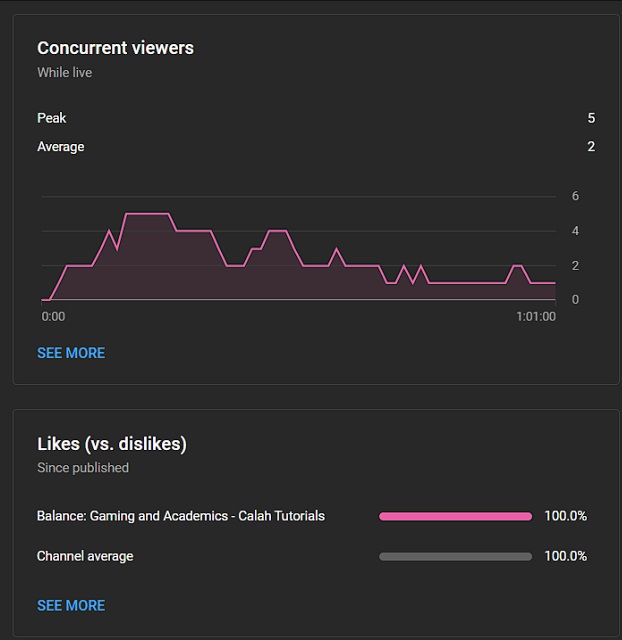 Concurrent viewers
While live
Peak 5
Average 2
6
4
2
0
0:00 1:01:00
SEE MORE
Likes (vs. dislikes)
Since published
Balance: Gaming and Academics - Calah Tutorials 100.0%
Channel average 100.0%
SEE MORE